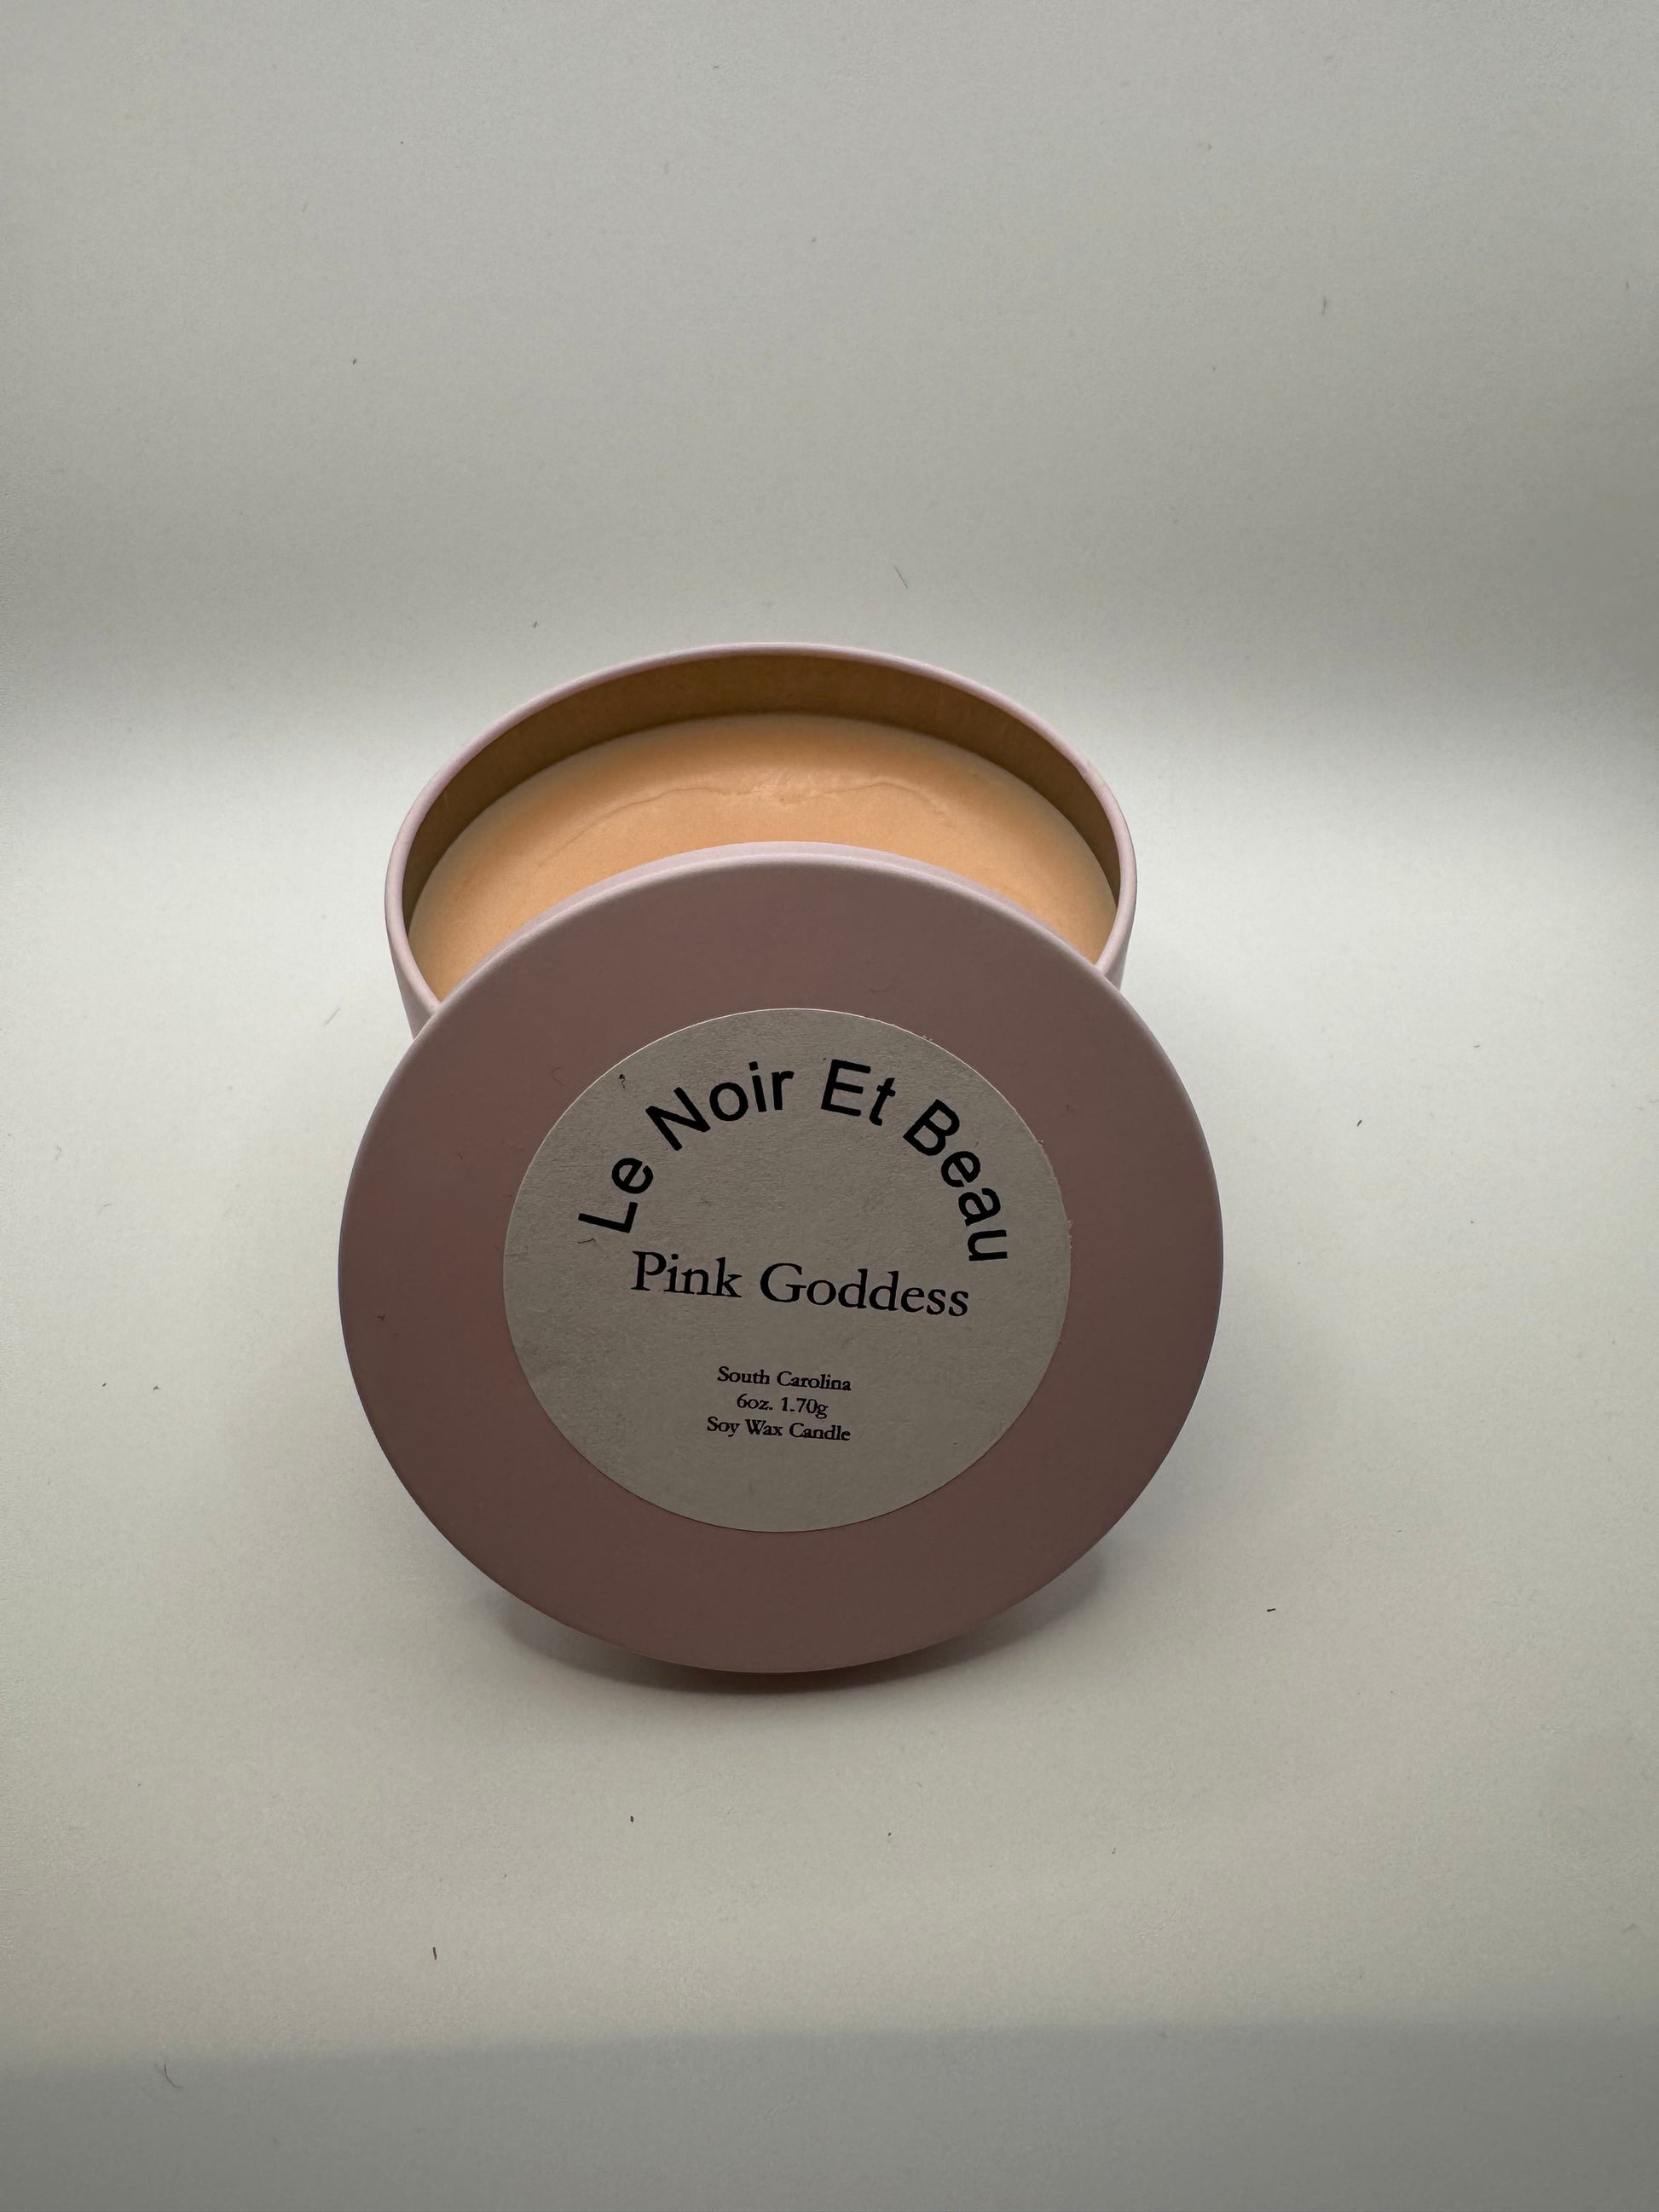 Le Noir Et Beau
Pink Goddess
South Carolina
6oz. 1.70g
Soy Wax Candle